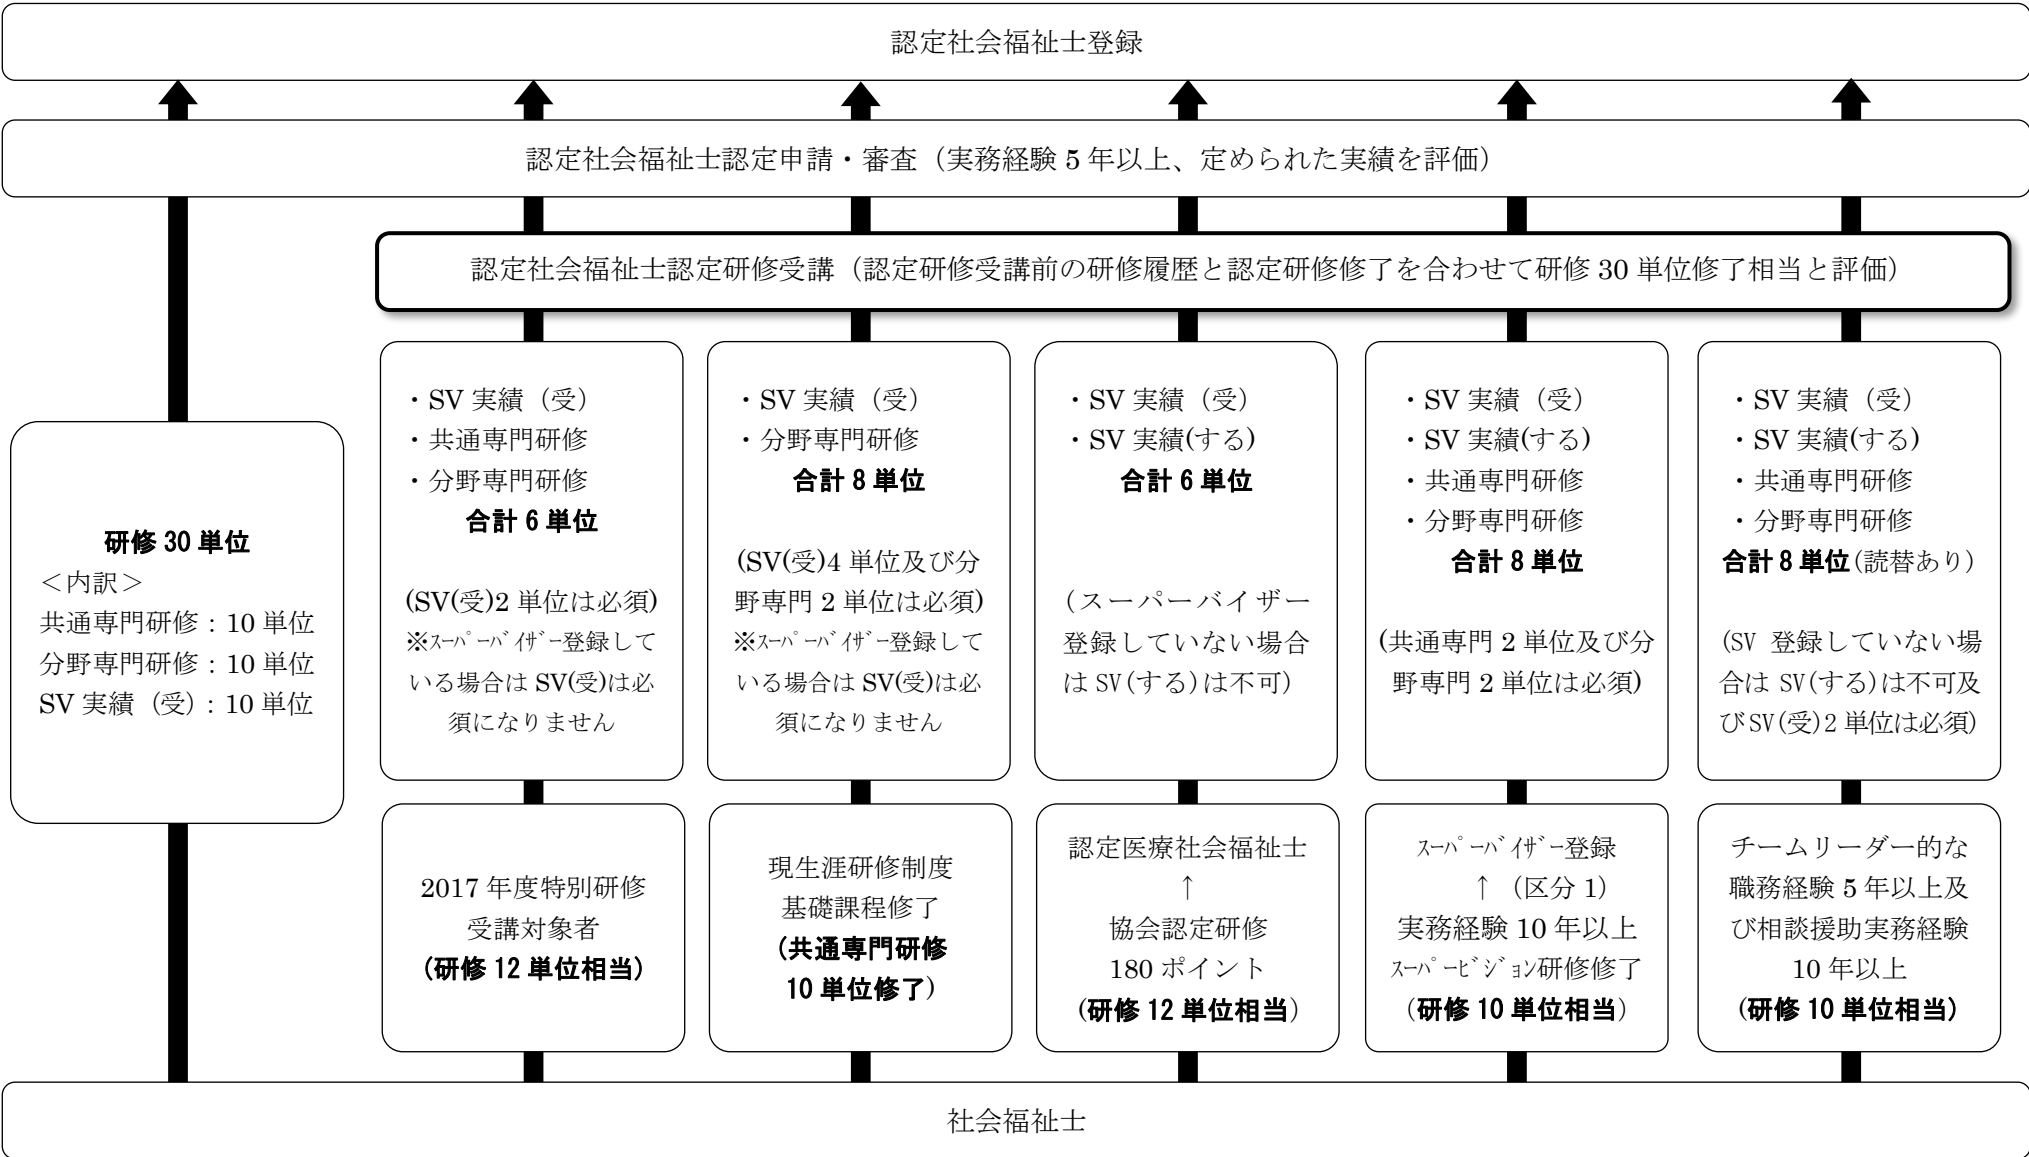 認定社会福祉士登録
認定社会福祉士認定申請・審査（実務経験 5 年以上、定められた実績を評価）
認定社会福祉士認定研修受講（認定研修受講前の研修履歴と認定研修修了を合わせて研修 30 単位修了相当と評価）
研修 30 単位
＜内訳＞
共通専門研修：10 単位
分野専門研修：10 単位
SV 実績（受）：10 単位
・SV 実績（受）
・共通専門研修
・分野専門研修
合計 6 単位
(SV(受)2 単位は必須)
※ｽｰﾊﾟｰﾊﾞｲｻﾞｰ登録して
いる場合は SV(受)は必
須になりません
・SV 実績（受）
・分野専門研修
合計 8 単位
(SV(受)4 単位及び分
野専門 2 単位は必須)
※ｽｰﾊﾟｰﾊﾞｲｻﾞｰ登録して
いる場合は SV(受)は必
須になりません
・SV 実績（受）
・SV 実績(する)
合計 6 単位
（スーパーバイザー
登録していない場合
は SV(する)は不可）
・SV 実績（受）
・SV 実績(する)
・共通専門研修
・分野専門研修
合計 8 単位
(共通専門 2 単位及び分
野専門 2 単位は必須)
・SV 実績（受）
・SV 実績(する)
・共通専門研修
・分野専門研修
合計 8 単位(読替あり)
(SV 登録していない場
合は SV(する)は不可及
び SV(受)2 単位は必須)
2017 年度特別研修
受講対象者
(研修 12 単位相当)
現生涯研修制度
基礎課程修了
(共通専門研修
10 単位修了)
認定医療社会福祉士
↑
協会認定研修
180 ポイント
(研修 12 単位相当)
ｽｰﾊﾟｰﾊﾞｲｻﾞｰ登録
↑（区分 1）
実務経験 10 年以上
ｽｰﾊﾟｰﾋﾞｼﾞｮﾝ研修修了
(研修 10 単位相当)
チームリーダー的な
職務経験 5 年以上及
び相談援助実務経験
10 年以上
(研修 10 単位相当)
社会福祉士